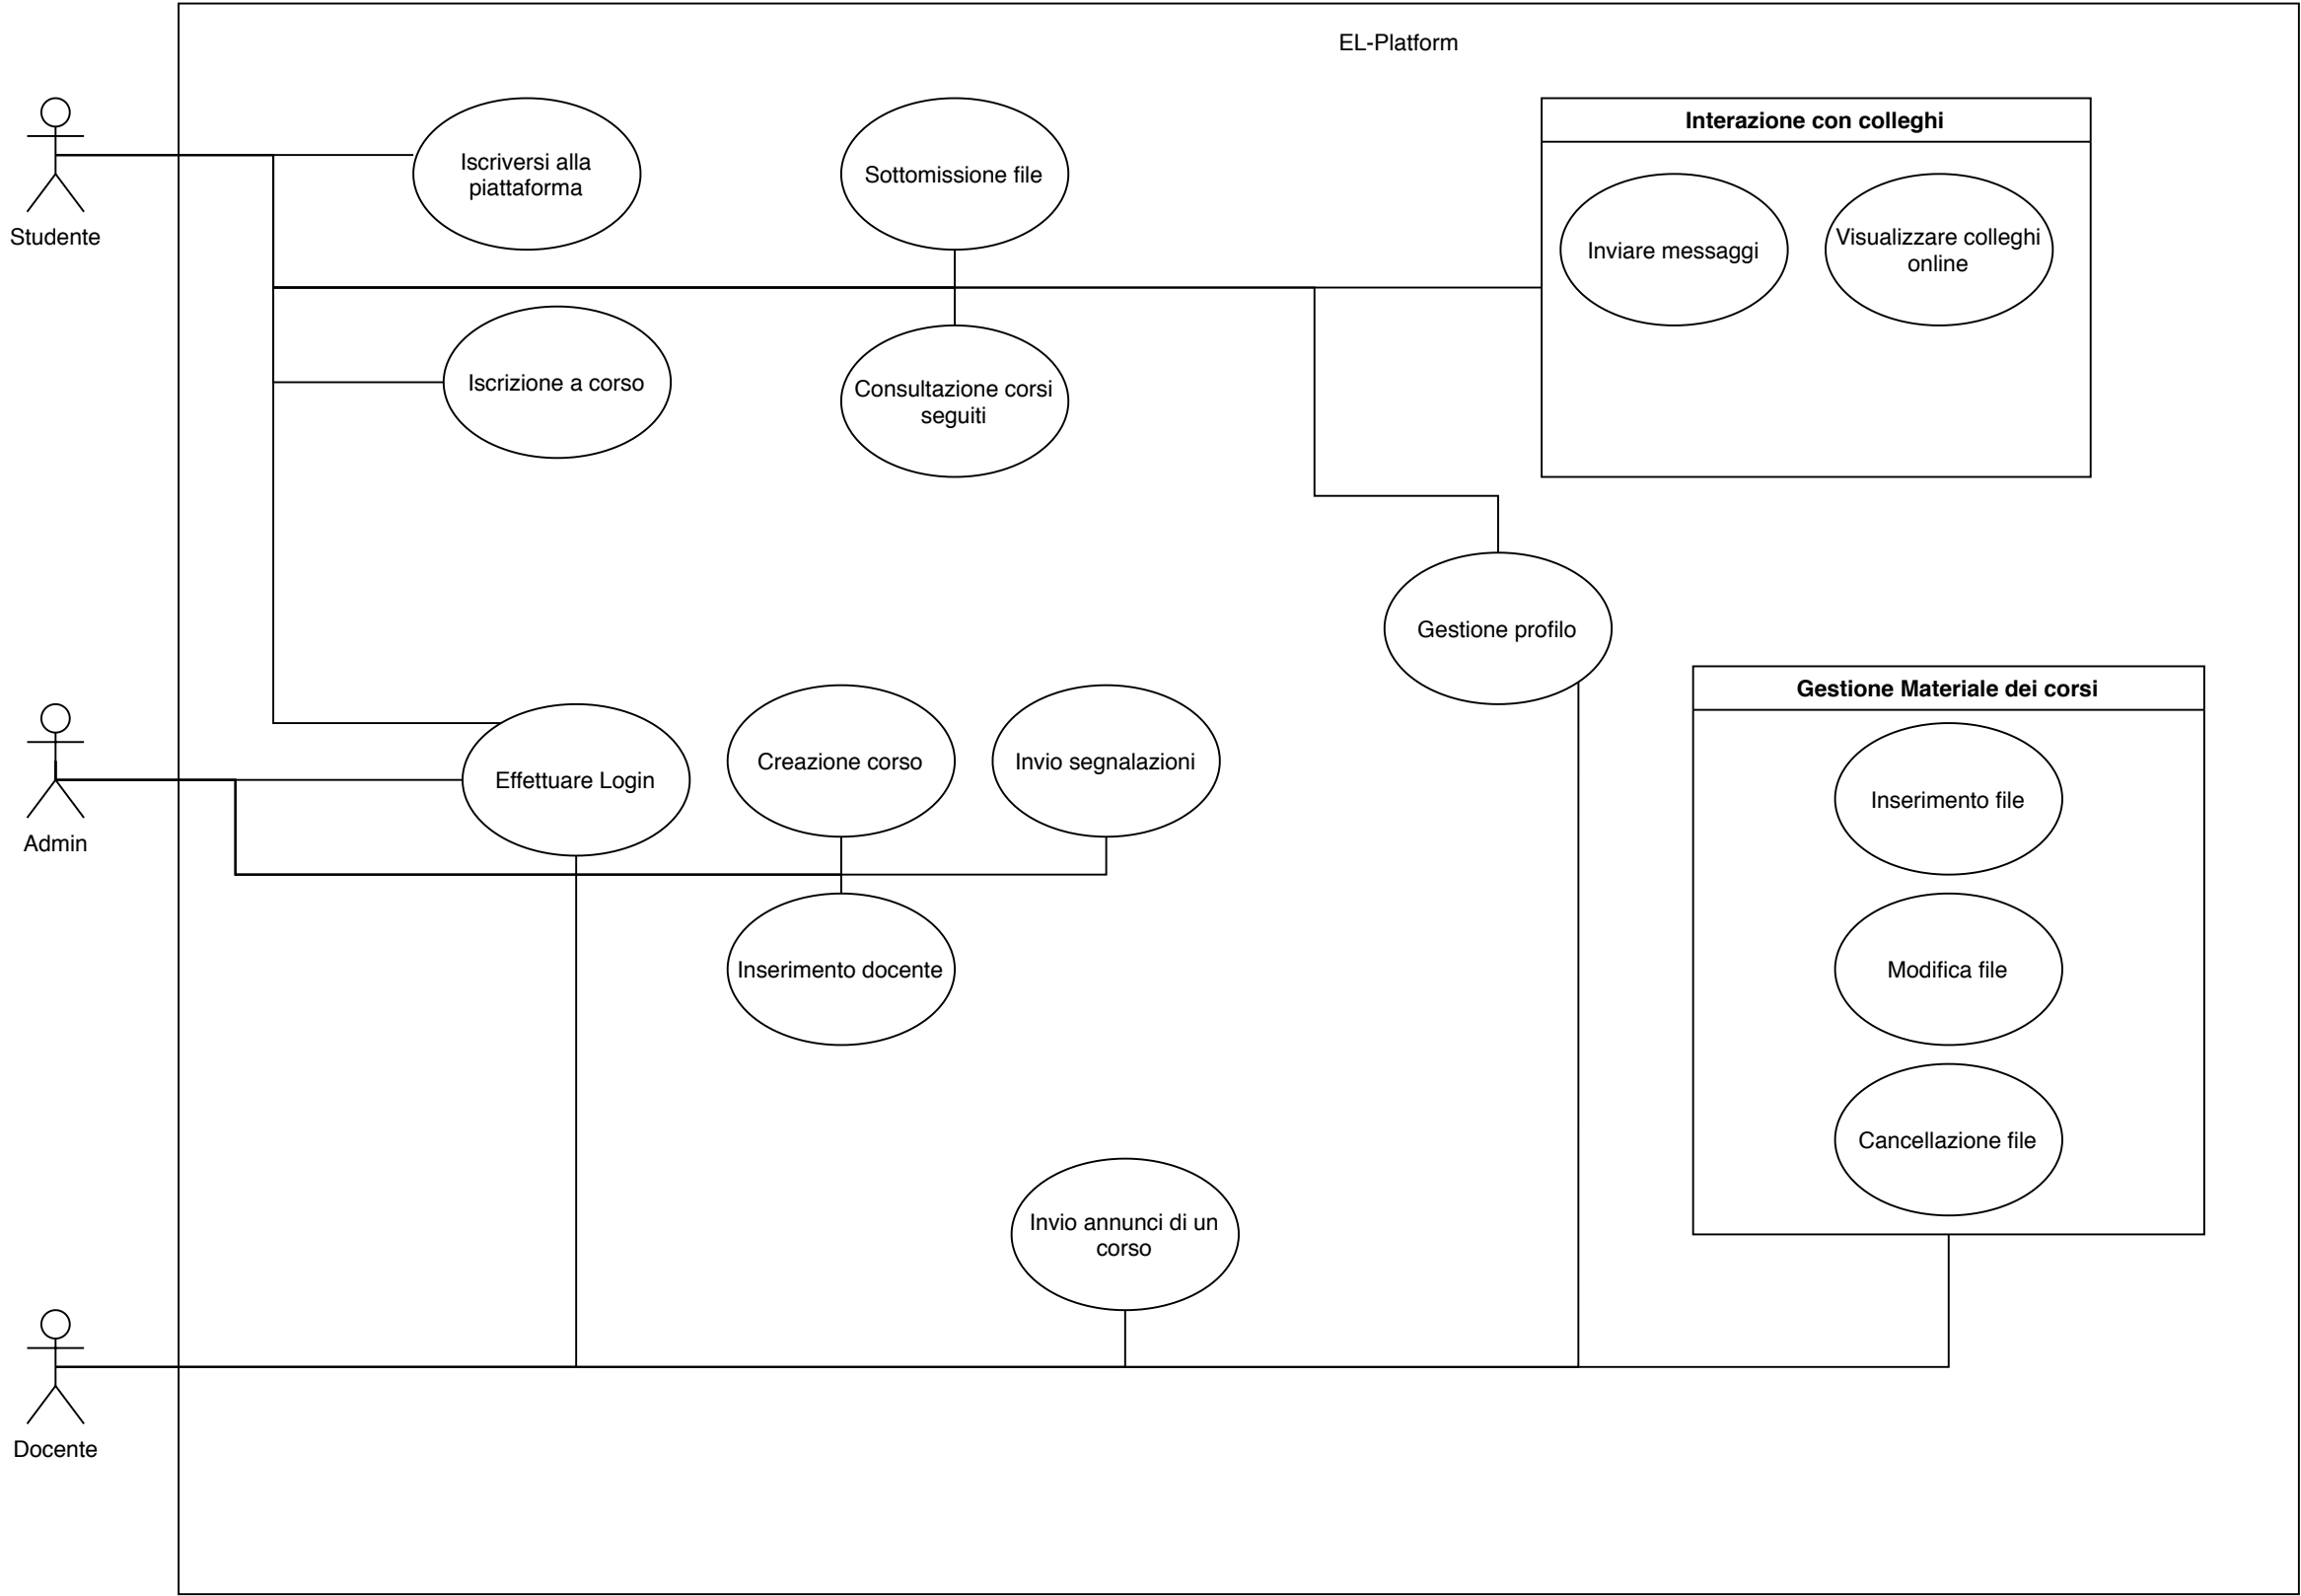 EL-Platform
Studente
Iscriversi alla
piattaforma
Sottomissione file
Interazione con colleghi
Inviare messaggi
Visualizzare colleghi
online
Iscrizione a corso
Consultazione corsi
seguiti
Gestione profilo
Admin
Effettuare Login
Creazione corso
Invio segnalazioni
Inserimento docente
Gestione Materiale dei corsi
Inserimento file
Modifica file
Cancellazione file
Invio annunci di un
corso
Docente